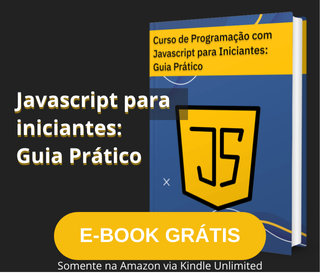 Curso de Programação com
Javascript para Iniciantes:
Guia Prático
Javascript para
iniciantes:
Guia Prático
JS
X
E-BOOK GRÁTIS
Somente na Amazon via Kindle Unlimited